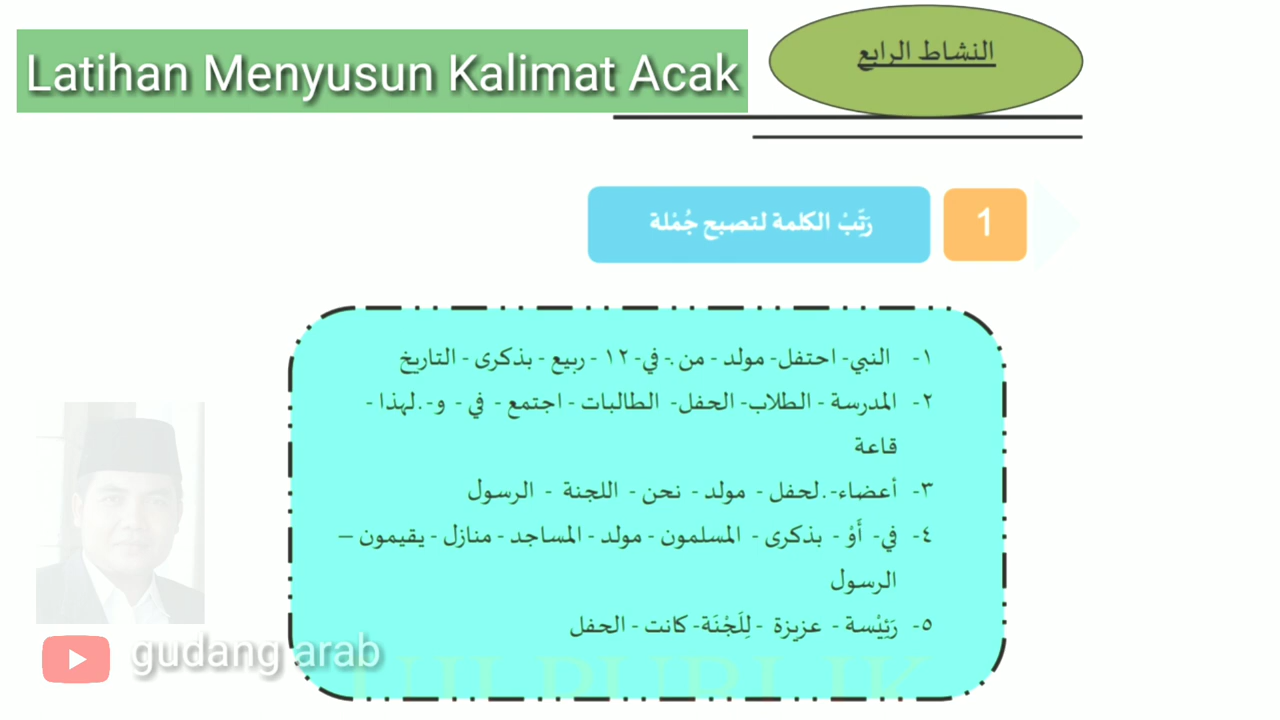 Latihan Menyusun Kalimat Acak
النشاط الرابع
1
رَتِّبْ الكلمة لتصبح جُمْلة
١- النبي- احتفل- مولد - من .- في- ١٢ - ربيع - بذكرى - التاريخ
٢- المدرسة - الطلاب- الحفل- الطالبات - اجتمع - في - و-.لهذا -
قاعة
٣- أعضاء-.لحفل - مولد - نحن - اللجنة - الرسول
٤- في- أَوْ - بذكرى - المسلمون - مولد - المساجد - منازل - يقيمون –
الرسول
٥- رَئِيْسة - عزيزة - لِلَجْنَة- كانت - الحفل
gudang arab